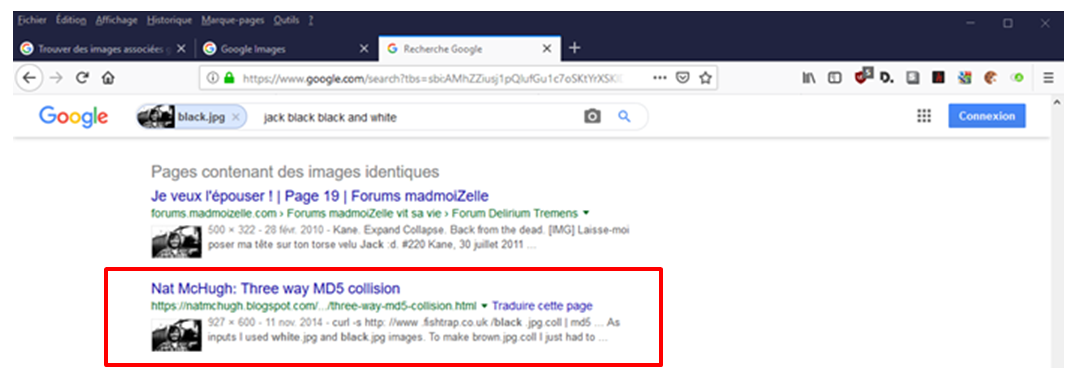 Fichier Édition Affichage Historique Marque-pages Outils ?
Trouver des images associées
Google Images
Recherche Google
https://www.google.com/search?tbs=sbi:AMhZZiusj1pQlufGu1c7oSKtYrXSK
Google
black.jpg
jack black black and white
Connexion
Pages contenant des images identiques
Je veux l'épouser ! | Page 19 | Forums madmoiZelle
forums.madmoizelle.com › Forums madmoiZelle vit sa vie › Forum Delirium Tremens
500 × 322 - 28 févr. 2010 - Kane. Expand Collapse. Back from the dead. [IMG] Laisse-moi
poser ma tête sur ton torse velu Jack :d. #220 Kane, 30 juillet 2011 ...
Nat McHugh: Three way MD5 collision
https://natmchugh.blogspot.com/.../three-way-md5-collision.html Traduire cette page
927 × 600 - 11 nov. 2014 - curl -s http: //www .fishtrap.co.uk /black .jpg.coll | md5 ... As
inputs I used white.jpg and black.jpg images. To make brown.jpg.coll I just had to ...